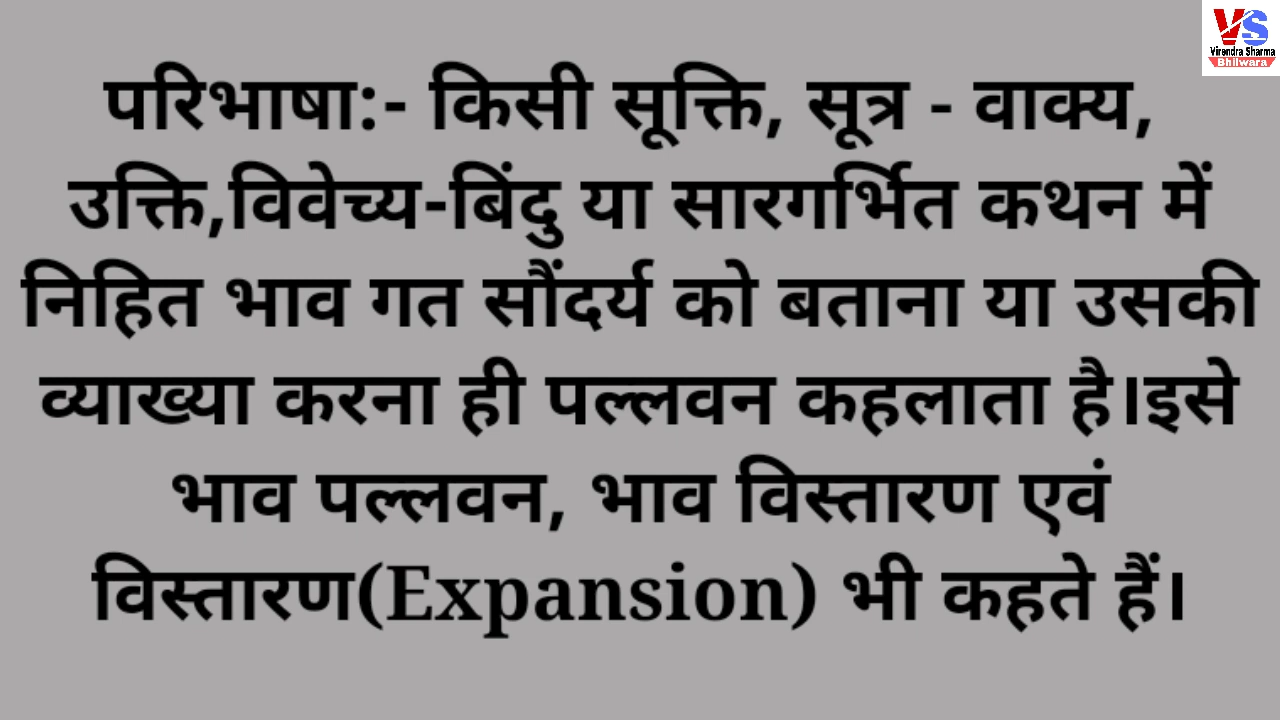 VS
Virendra Sharma
Bhilwara
परिभाषा:- किसी सूक्ति, सूत्र - वाक्य,
उक्ति,विवेच्य-बिंदु या सारगर्भित कथन में
निहित भाव गत सौंदर्य को बताना या उसकी
व्याख्या करना ही पल्लवन कहलाता है।इसे
भाव पल्लवन, भाव विस्तारण एवं
विस्तारण(Expansion) भी कहते हैं।